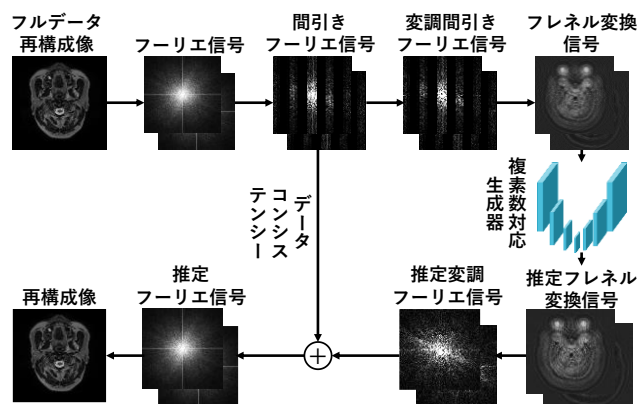 フルデータ
再構成像
フーリエ信号
間引き
フーリエ信号
変調間引き
フーリエ信号
フレネル変換
信号
複素数対応
生成器
データ
コンシス
テンシー
再構成像
推定
フーリエ信号
推定変調
フーリエ信号
推定フレネル
変換信号